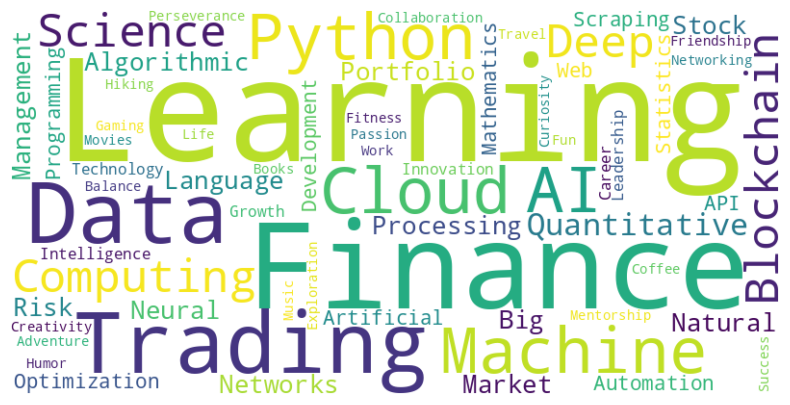 Perseverance
Collaboration
Science
Python
Travel
Deep
Scraping
Stock
Friendship
Management
Programming
Algorithmic
Portfolio
Mathematics
Web
Statistics
Networking
Blockchain
Hiking
Learning
Gaming
Movies
Life
Fitness
Passion
Work
Curiosity
Fun
Career
Leadership
Technology
Balance
Language
Books
Development
Innovation
Cloud
AI
API
Data
Growth
Processing
Quantitative
Intelligence
Finance
Computing
Music
Exploration
Coffee
Risk
Neural
Artificial
Big
Mentorship
Natural
Creativity
Adventure
Trading
Machine
Humor
Success
Optimization
Networks
Market
Automation